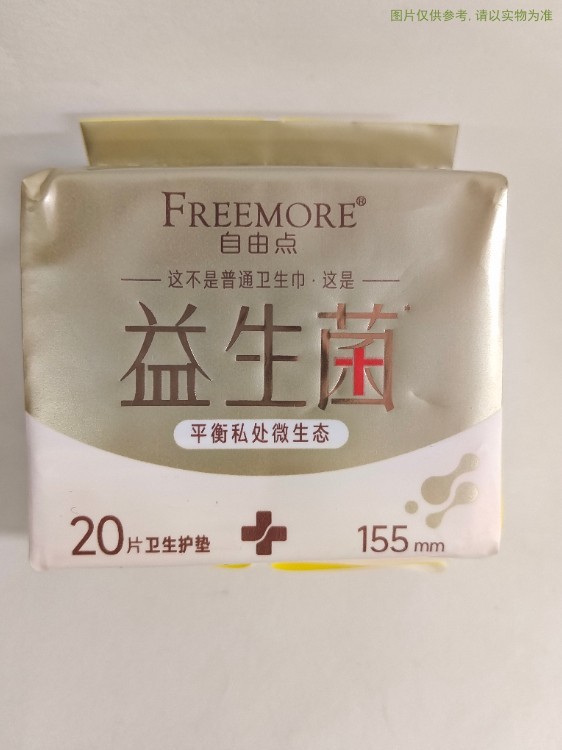 图片仅供参考,请以实物为准
FREEMORE®
自由点
这不是普通卫生巾·这是
益生菌
平衡私处微生态
20片卫生护垫
155mm